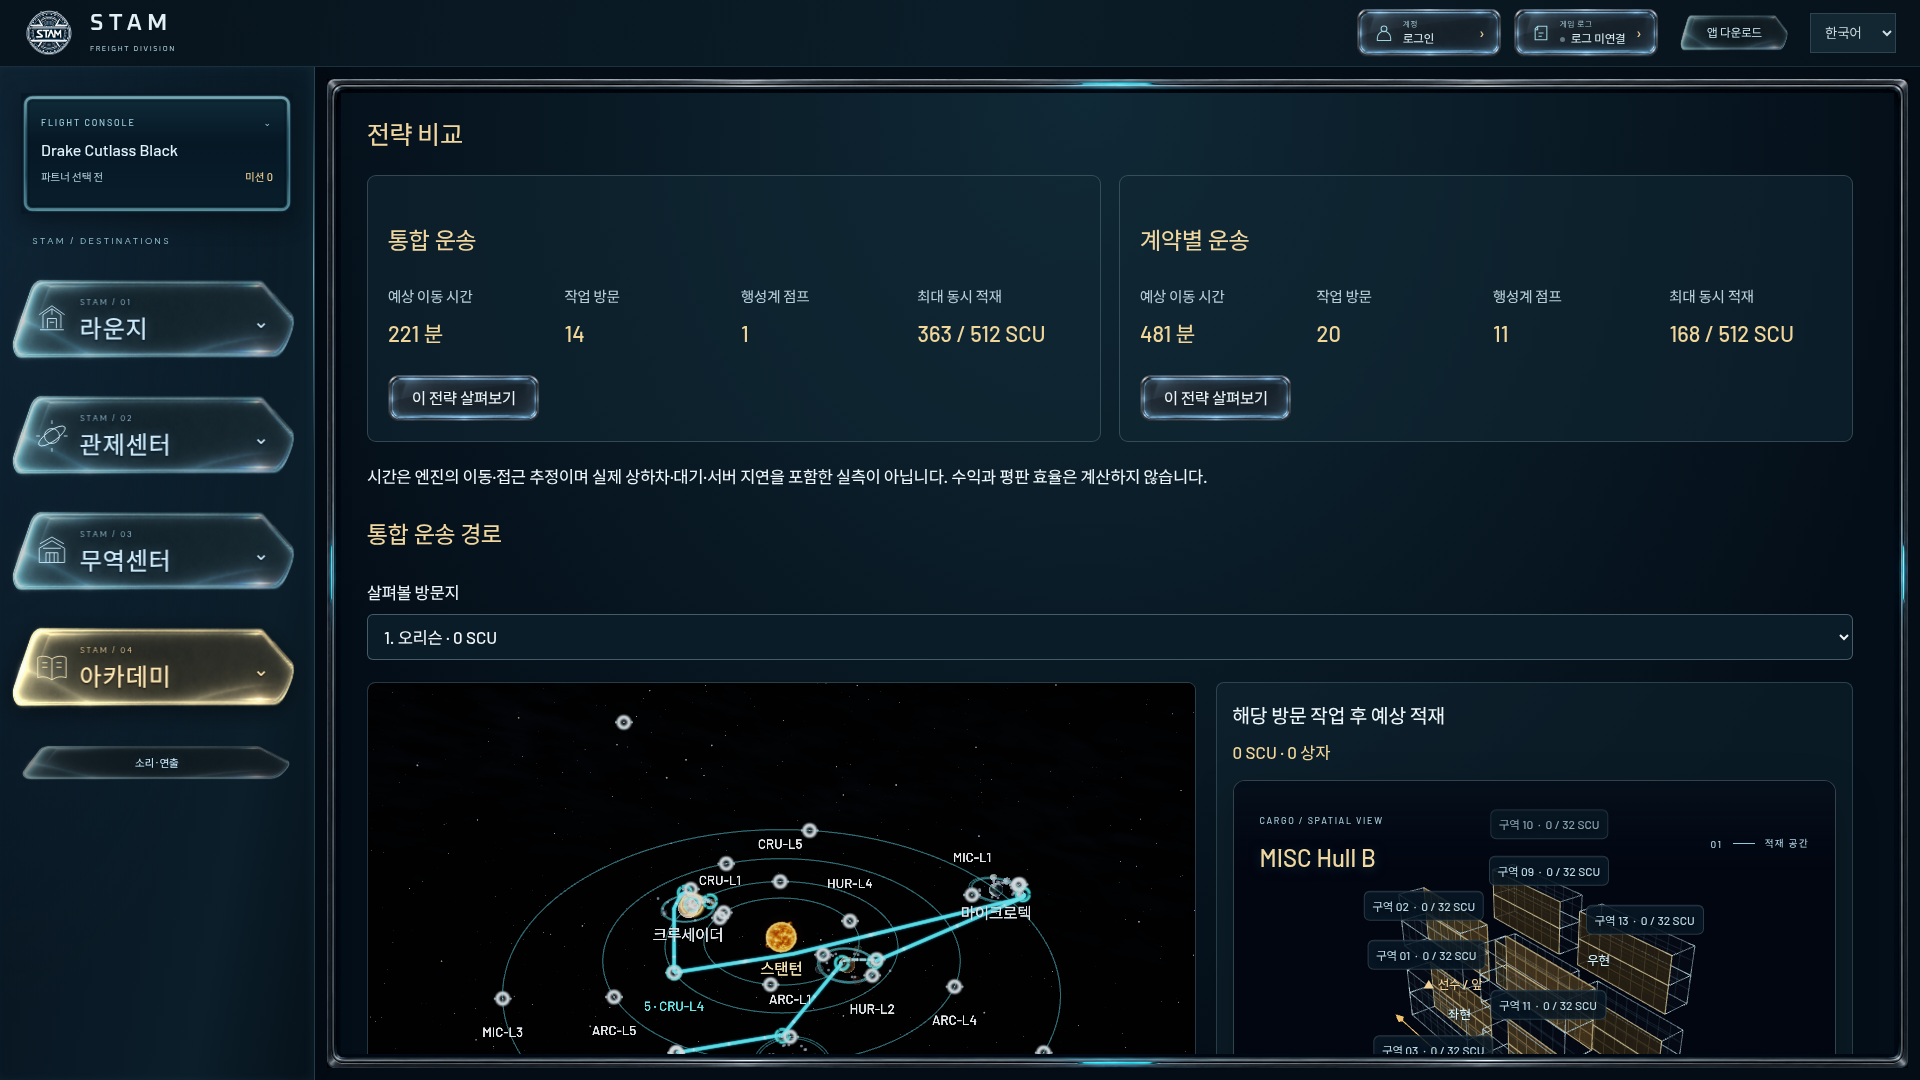 STAM
FREIGHT DIVISION
계정
로그인
게임 로그
로그 미연결
앱 다운로드
한국어
FLIGHT CONSOLE
Drake Cutlass Black
파트너 선택 전
미션 0
STAM / DESTINATIONS
STAM / 01
라운지
STAM / 02
관제센터
STAM / 03
무역센터
STAM / 04
아카데미
소리·연출
전략 비교
통합 운송
예상 이동 시간
작업 방문
행성계 점프
최대 동시 적재
221 분
14
1
363 / 512 SCU
이 전략 살펴보기
계약별 운송
예상 이동 시간
작업 방문
행성계 점프
최대 동시 적재
481 분
20
11
168 / 512 SCU
이 전략 살펴보기
시간은 엔진의 이동·접근 추정이며 실제 상하차·대기·서버 지연을 포함한 실측이 아닙니다. 수익과 평판 효율은 계산하지 않습니다.
통합 운송 경로
살펴볼 방문지
1. 오리슨 · 0 SCU
CRU-L5
MIC-L1
CRU-L1
HUR-L4
마이크로텍
크루세이더
스탠턴
ARC-L1
5 · CRU-L4
HUR-L2
ARC-L4
MIC-L3
ARC-L5
해당 방문 작업 후 예상 적재
0 SCU · 0 상자
CARGO / SPATIAL VIEW
MISC Hull B
01
적재 공간
구역 10 · 0 / 32 SCU
구역 09 · 0 / 32 SCU
구역 02 · 0 / 32 SCU
구역 13 · 0 / 32 SCU
구역 01 · 0 / 32 SCU
우현
선수 / 앞
구역 11 · 0 / 32 SCU
좌현
구역 03 · 0 / 32 SCU